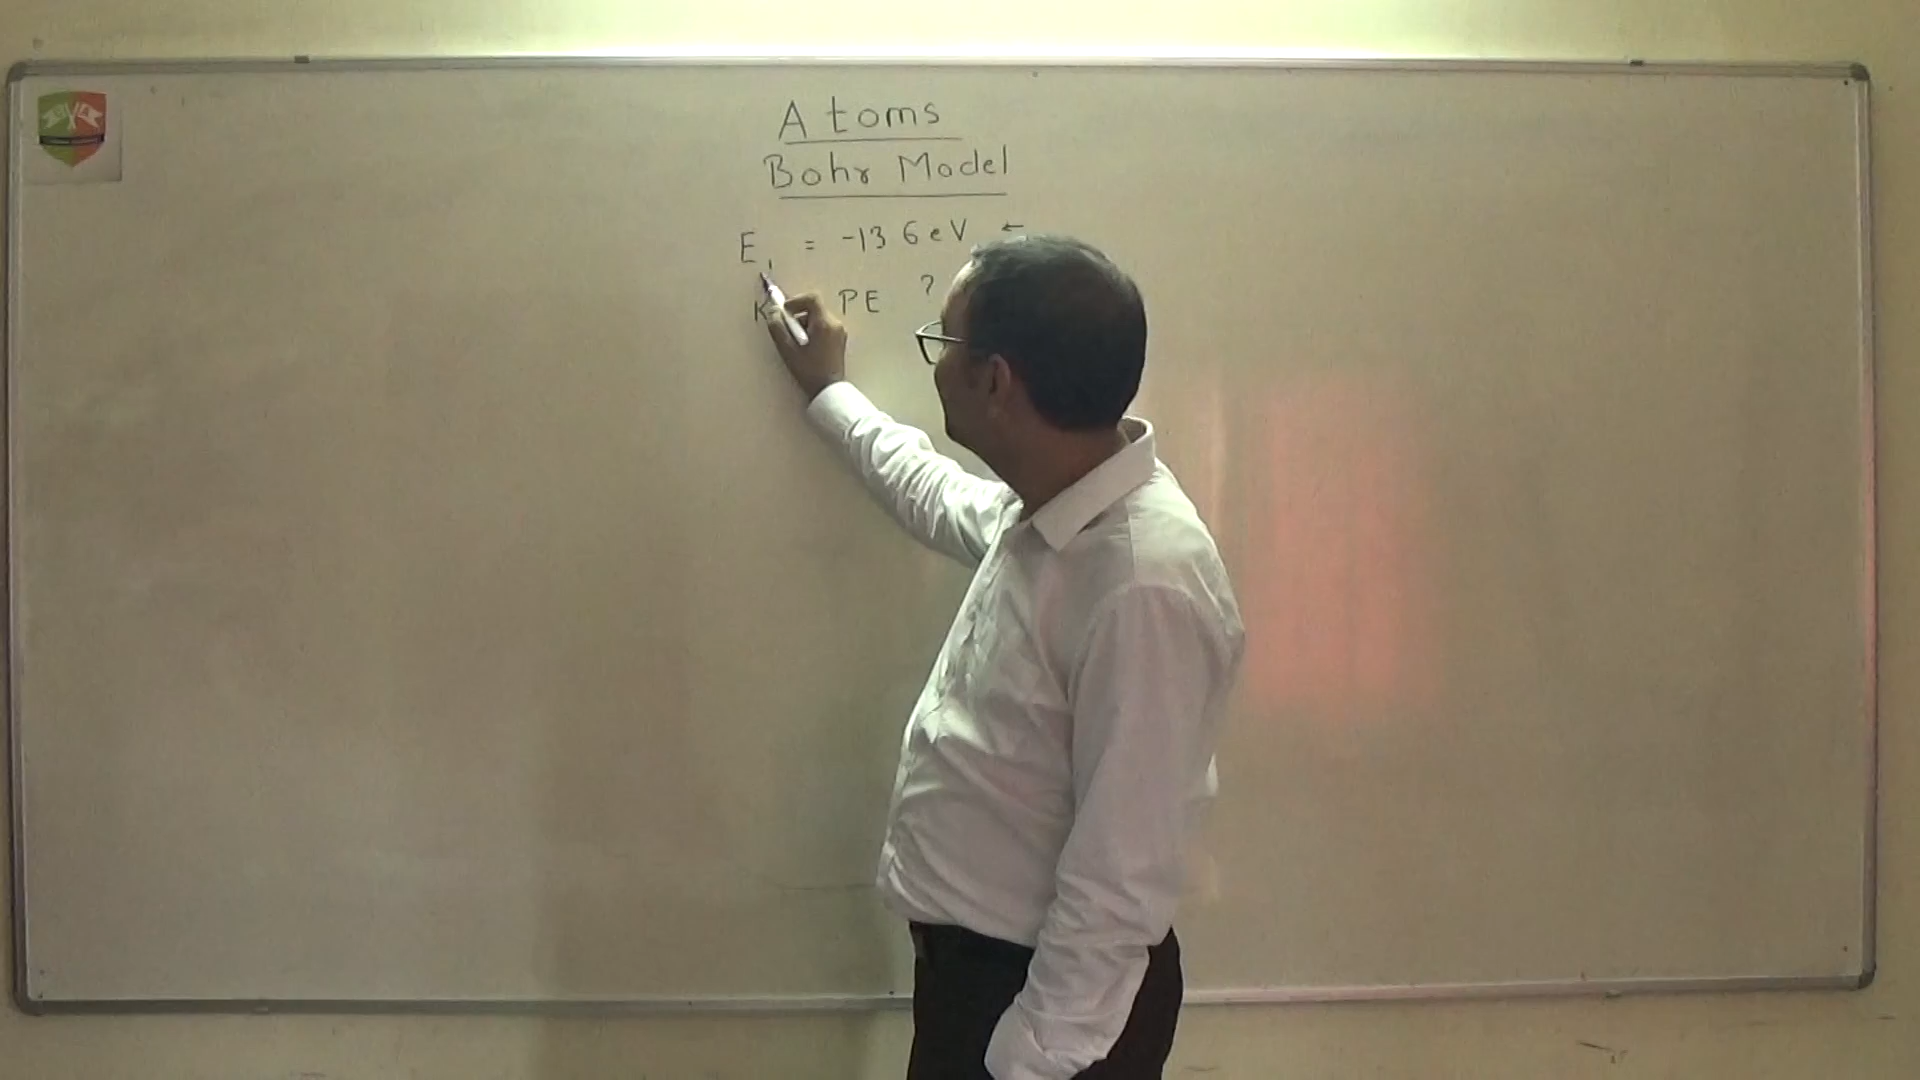 Atoms
Bohr Model
E1 = -13 6 eV ←
PE ?